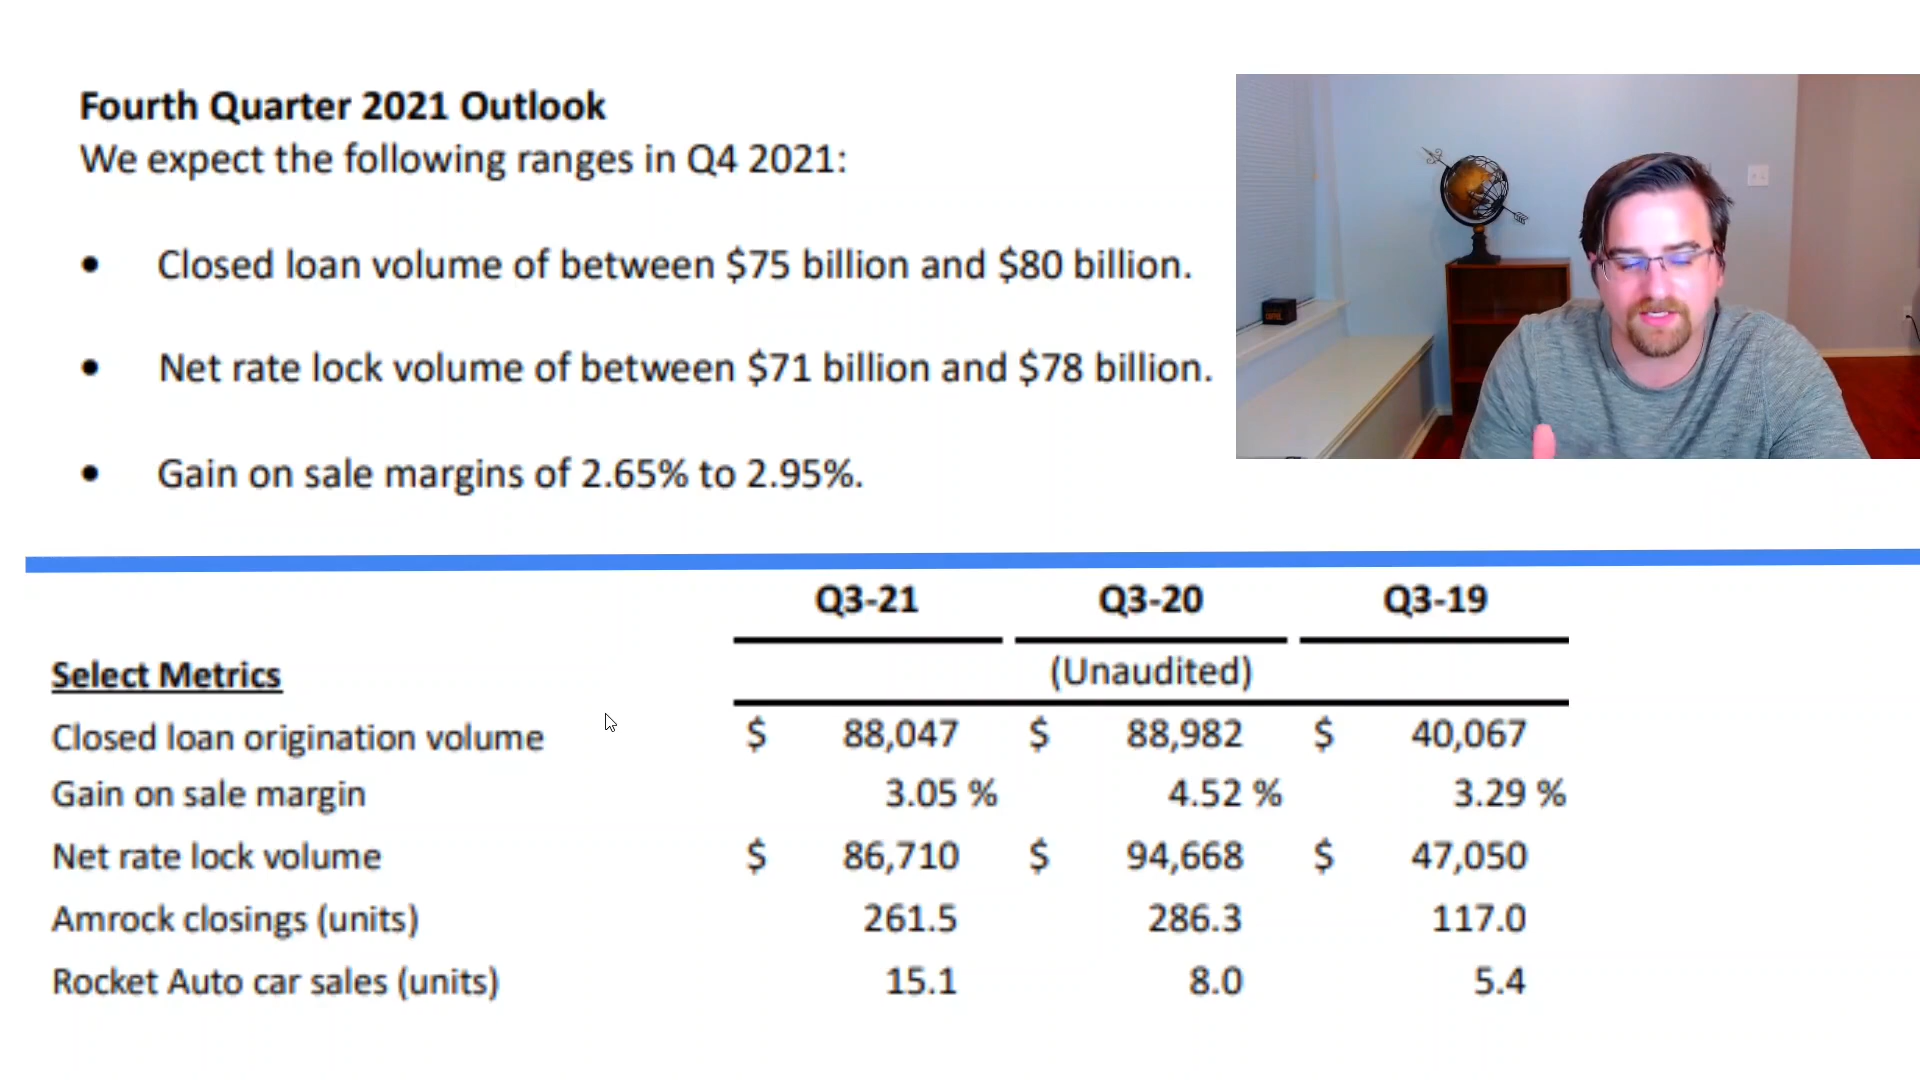 Fourth Quarter 2021 Outlook
We expect the following ranges in Q4 2021:
• Closed loan volume of between $75 billion and $80 billion.
• Net rate lock volume of between $71 billion and $78 billion.
• Gain on sale margins of 2.65% to 2.95%.
Q3-21 Q3-20 Q3-19
Select Metrics (Unaudited)
Closed loan origination volume $ 88,047 $ 88,982 $ 40,067
Gain on sale margin 3.05 % 4.52 % 3.29 %
Net rate lock volume $ 86,710 $ 94,668 $ 47,050
Amrock closings (units) 261.5 286.3 117.0
Rocket Auto car sales (units) 15.1 8.0 5.4